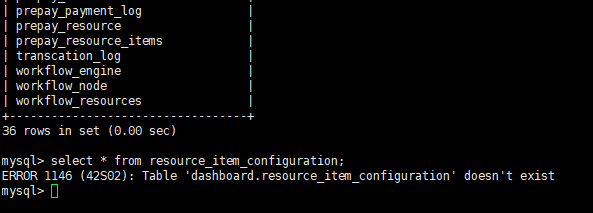 | prepay_payment_log |
| prepay_resource |
| prepay_resource_items |
| transcation_log |
| workflow_engine |
| workflow_node |
| workflow_resources |
+----------------------------------+
36 rows in set (0.00 sec)
mysql> select * from resource_item_configuration;
ERROR 1146 (42S02): Table 'dashboard.resource_item_configuration' doesn't exist
mysql>